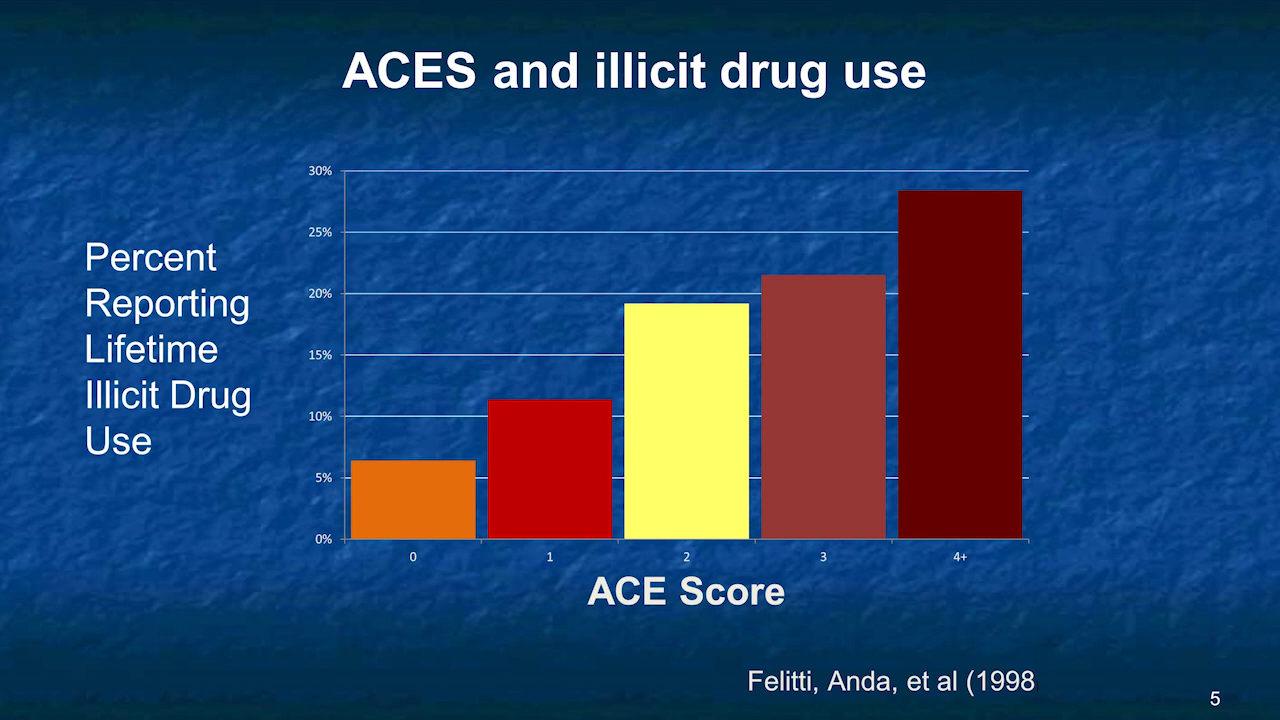 ACES and illicit drug use
30%
25%
20%
15%
10%
5%
0%
Percent
Reporting
Lifetime
Illicit Drug
Use
0 1 2 3 4+
ACE Score
Felitti, Anda, et al (1998
5